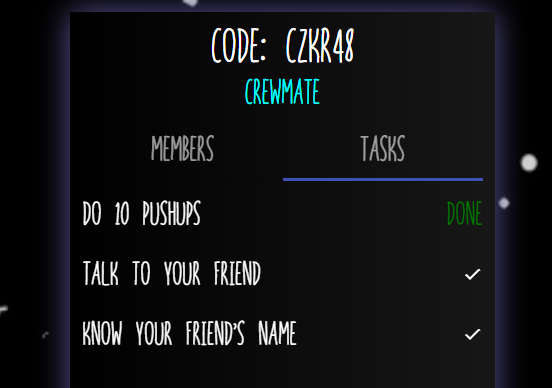 CODE: CZKR48
CREWMATE
MEMBERS TASKS
DO 10 PUSHUPS DONE
TALK TO YOUR FRIEND
KNOW YOUR FRIEND'S NAME